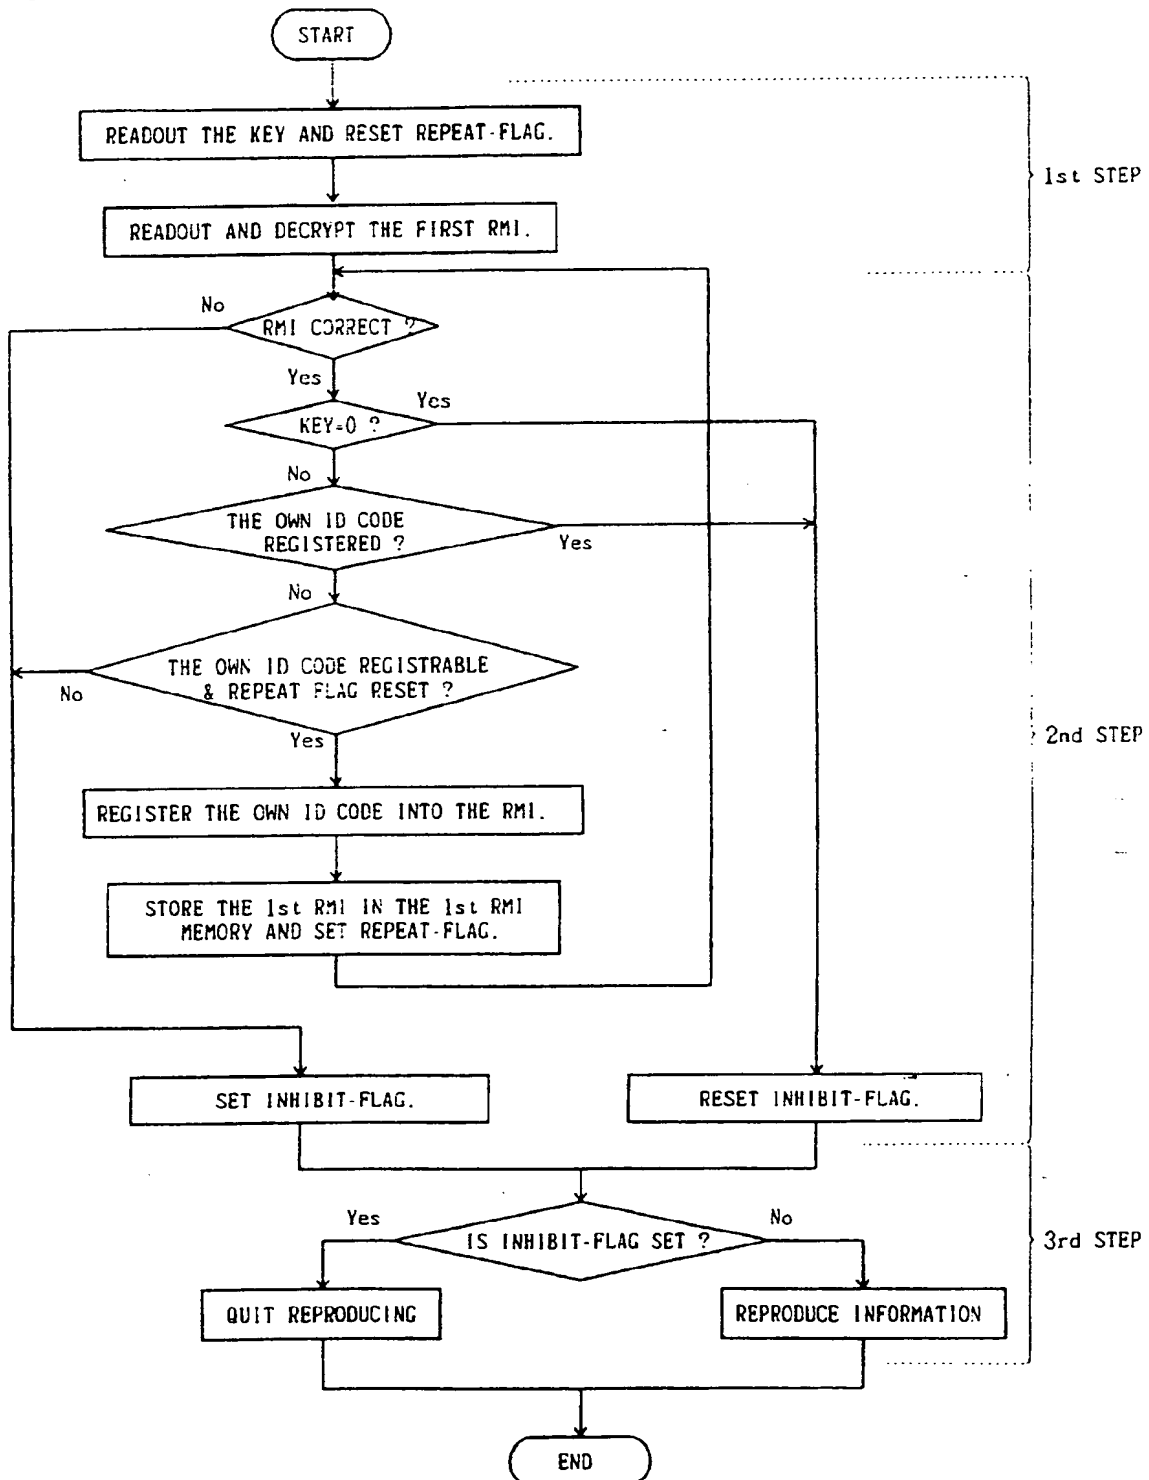 START
READOUT THE KEY AND RESET REPEAT-FLAG.
1st STEP
READOUT AND DECRYPT THE FIRST RMI.
No
RMI CORRECT ?
Yes
Yes
KEY=0 ?
No
THE OWN ID CODE
REGISTERED ?
Yes
No
THE OWN ID CODE REGISTRABLE
& REPEAT FLAG RESET ?
No
Yes
2nd STEP
REGISTER THE OWN ID CODE INTO THE RMI.
STORE THE 1st RMI IN THE 1st RMI
MEMORY AND SET REPEAT-FLAG.
SET INHIBIT-FLAG.
RESET INHIBIT-FLAG.
Yes
No
IS INHIBIT-FLAG SET ?
3rd STEP
QUIT REPRODUCING
REPRODUCE INFORMATION
END